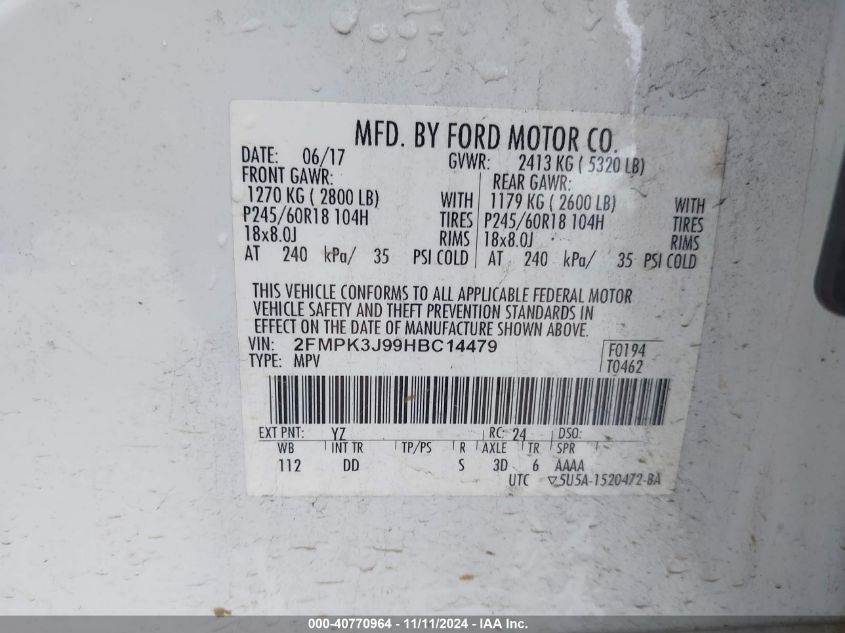 MFD. BY FORD MOTOR CO.
DATE: 06/17 GVWR: 2413 KG ( 5320 LB)
FRONT GAWR: REAR GAWR:
1270 KG ( 2800 LB) WITH 1179 KG ( 2600 LB) WITH
P245/60R18 104H TIRES P245/60R18 104H TIRES
18x8.0J RIMS 18x8.0J RIMS
AT 240 kPa/ 35 PSI COLD AT 240 kPa/ 35 PSI COLD
THIS VEHICLE CONFORMS TO ALL APPLICABLE FEDERAL MOTOR
VEHICLE SAFETY AND THEFT PREVENTION STANDARDS IN
EFFECT ON THE DATE OF MANUFACTURE SHOWN ABOVE.
VIN: 2FMPK3J99HBC14479 F0194
TYPE: MPV T0462
EXT PNT: YZ RC: 24 DSO:
WB INT TR TP/PS R AXLE TR SPR
112 DD S 3D 6 AAAA
UTC ▽5U5A-1520472-BA
000-40770964 - 11/11/2024 - IAA Inc.